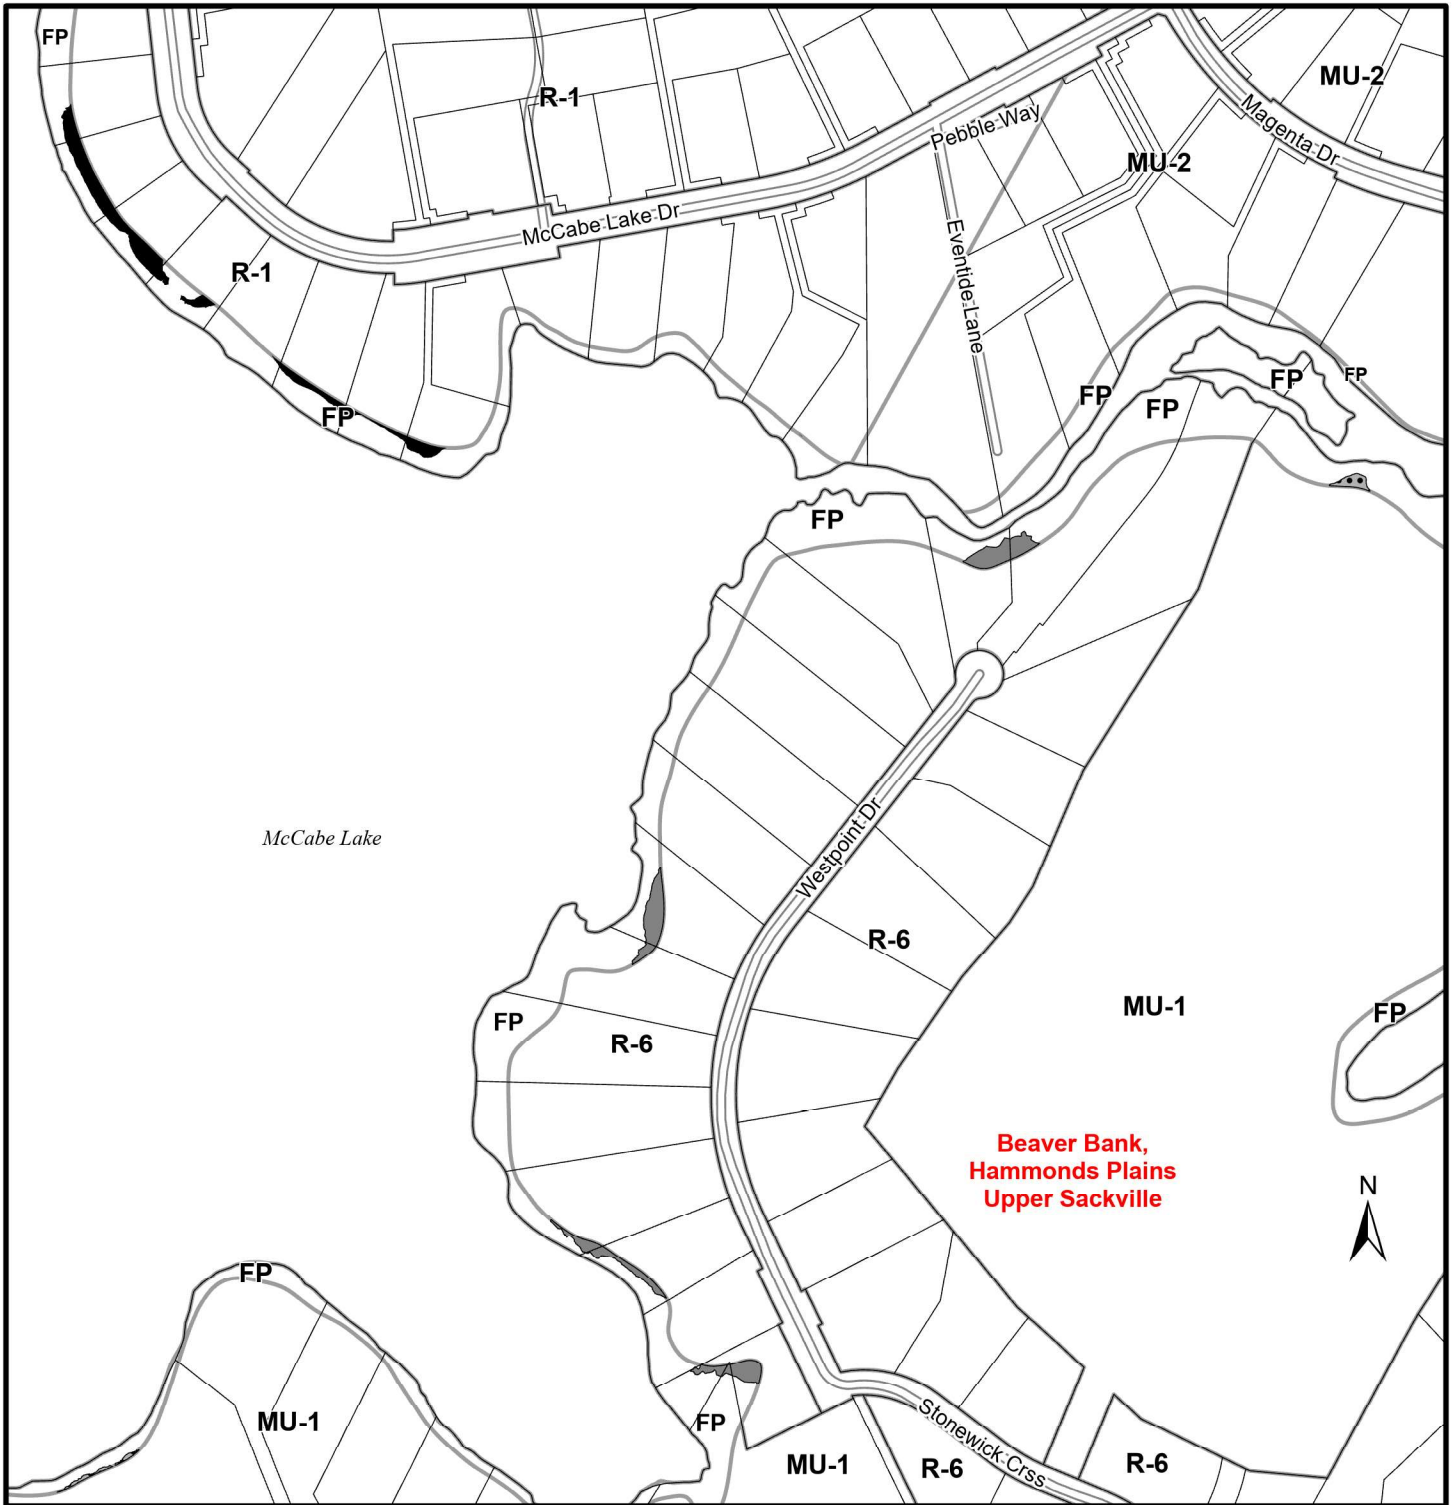 FP
MU-2
R-1
Magenta Dr
Pebble Way
MU-2
McCabe Lake Dr
R-1
Eventide Lane
FP
FP
FP
FP
FP
FP
McCabe Lake
Westpoint Dr
R-6
MU-1
FP
FP
R-6
Beaver Bank,
Hammonds Plains
Upper Sackville
N
FP
MU-1
FP
Stonewick Crss
MU-1
R-6
R-6